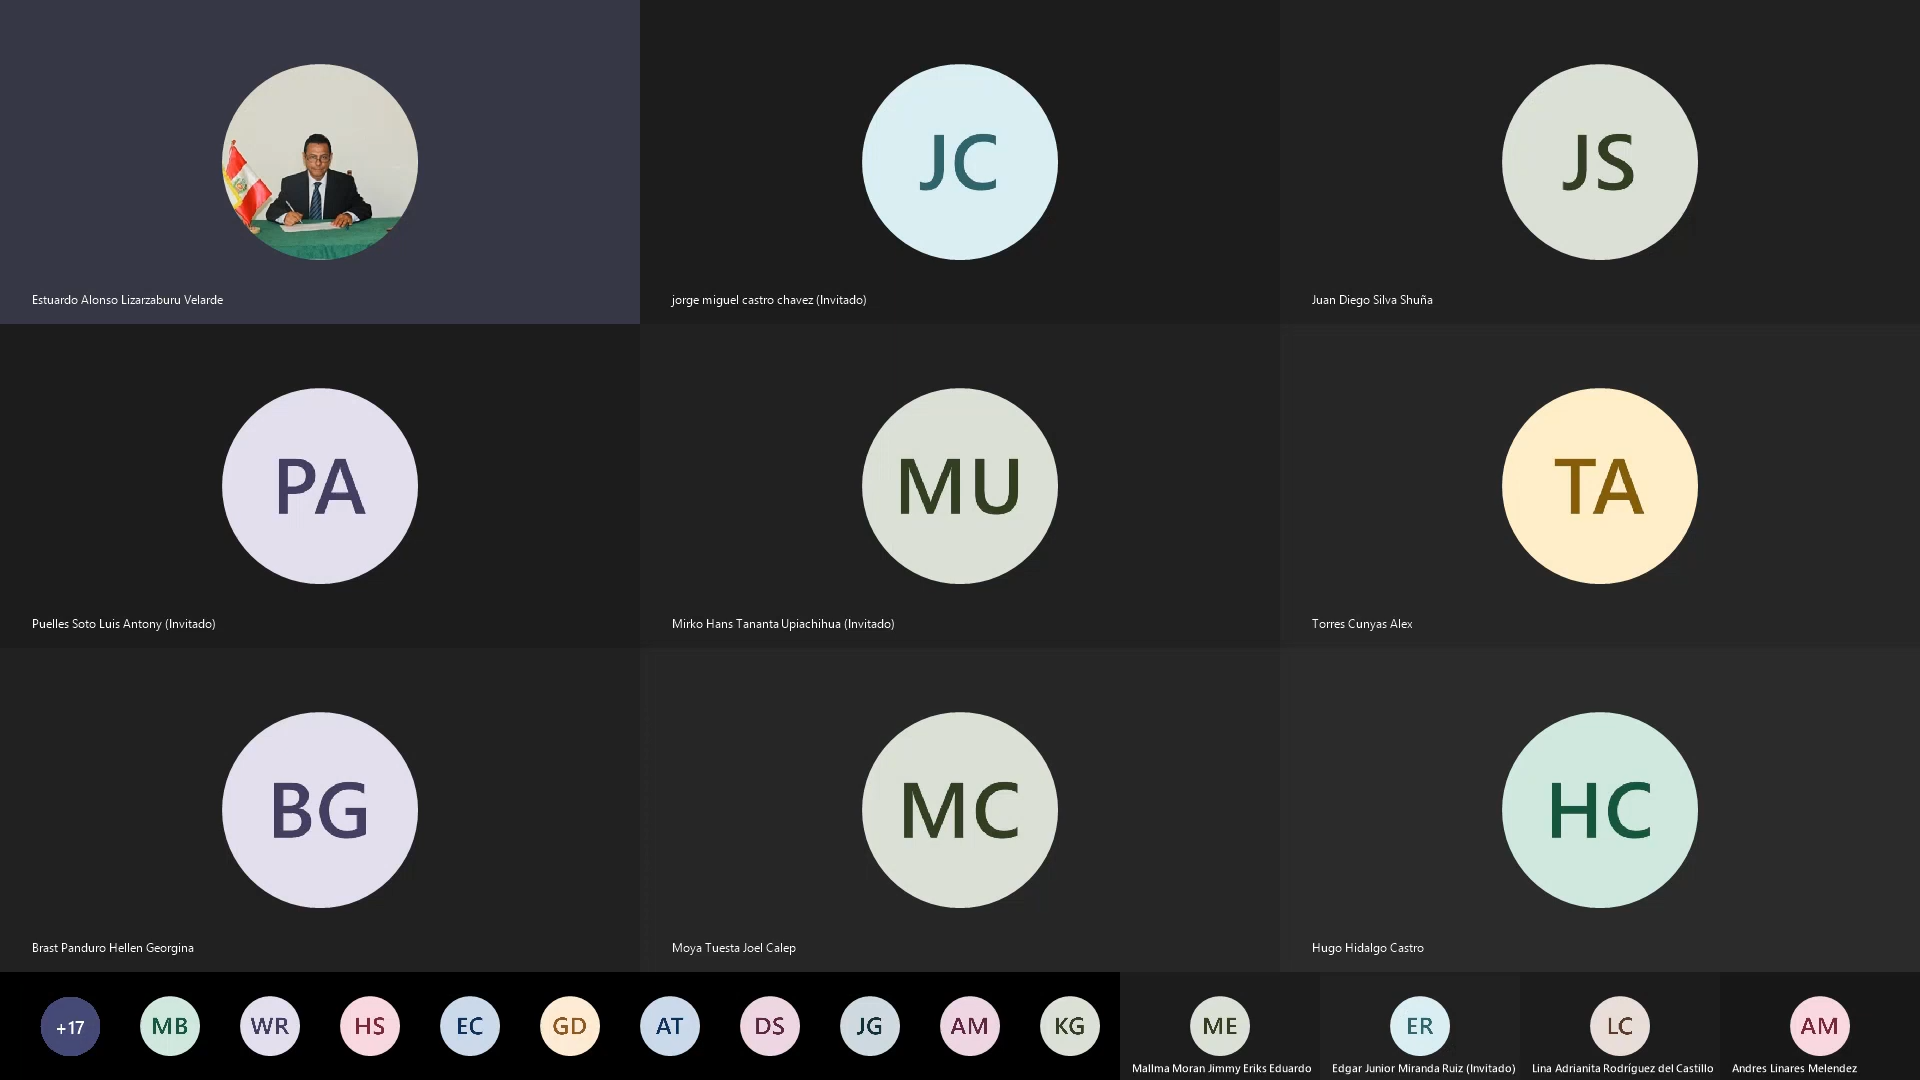 JC
JS
Estuardo Alonso Lizarzaburu Velarde
jorge miguel castro chavez (Invitado)
Juan Diego Silva Shuña
PA
MU
TA
Puelles Soto Luis Antony (Invitado)
Mirko Hans Tananta Upiachihua (Invitado)
Torres Cunyas Alex
BG
MC
HC
Brast Panduro Hellen Georgina
Moya Tuesta Joel Calep
Hugo Hidalgo Castro
+17
MB
WR
HS
EC
GD
AT
DS
JG
AM
KG
ME
ER
LC
AM
Mallma Moran Jimmy Eriks Eduardo
Edgar Junior Miranda Ruiz (Invitado)
Lina Adrianita Rodríguez del Castillo
Andres Linares Melendez